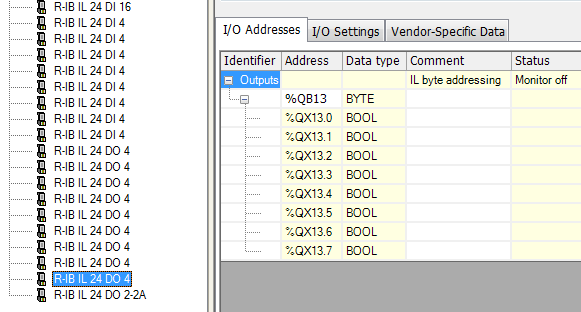 R-IB IL 24 DI 16
R-IB IL 24 DI 4
R-IB IL 24 DI 4
R-IB IL 24 DI 4
R-IB IL 24 DI 4
R-IB IL 24 DI 4
R-IB IL 24 DI 4
R-IB IL 24 DI 4
R-IB IL 24 DI 4
R-IB IL 24 DO 4
R-IB IL 24 DO 4
R-IB IL 24 DO 4
R-IB IL 24 DO 4
R-IB IL 24 DO 4
R-IB IL 24 DO 4
R-IB IL 24 DO 4
R-IB IL 24 DO 4
R-IB IL 24 DO 4
R-IB IL 24 DO 2-2A
I/O Addresses I/O Settings Vendor-Specific Data
Identifier Address Data type Comment Status
Outputs IL byte addressing Monitor off
%QB13 BYTE
%QX13.0 BOOL
%QX13.1 BOOL
%QX13.2 BOOL
%QX13.3 BOOL
%QX13.4 BOOL
%QX13.5 BOOL
%QX13.6 BOOL
%QX13.7 BOOL